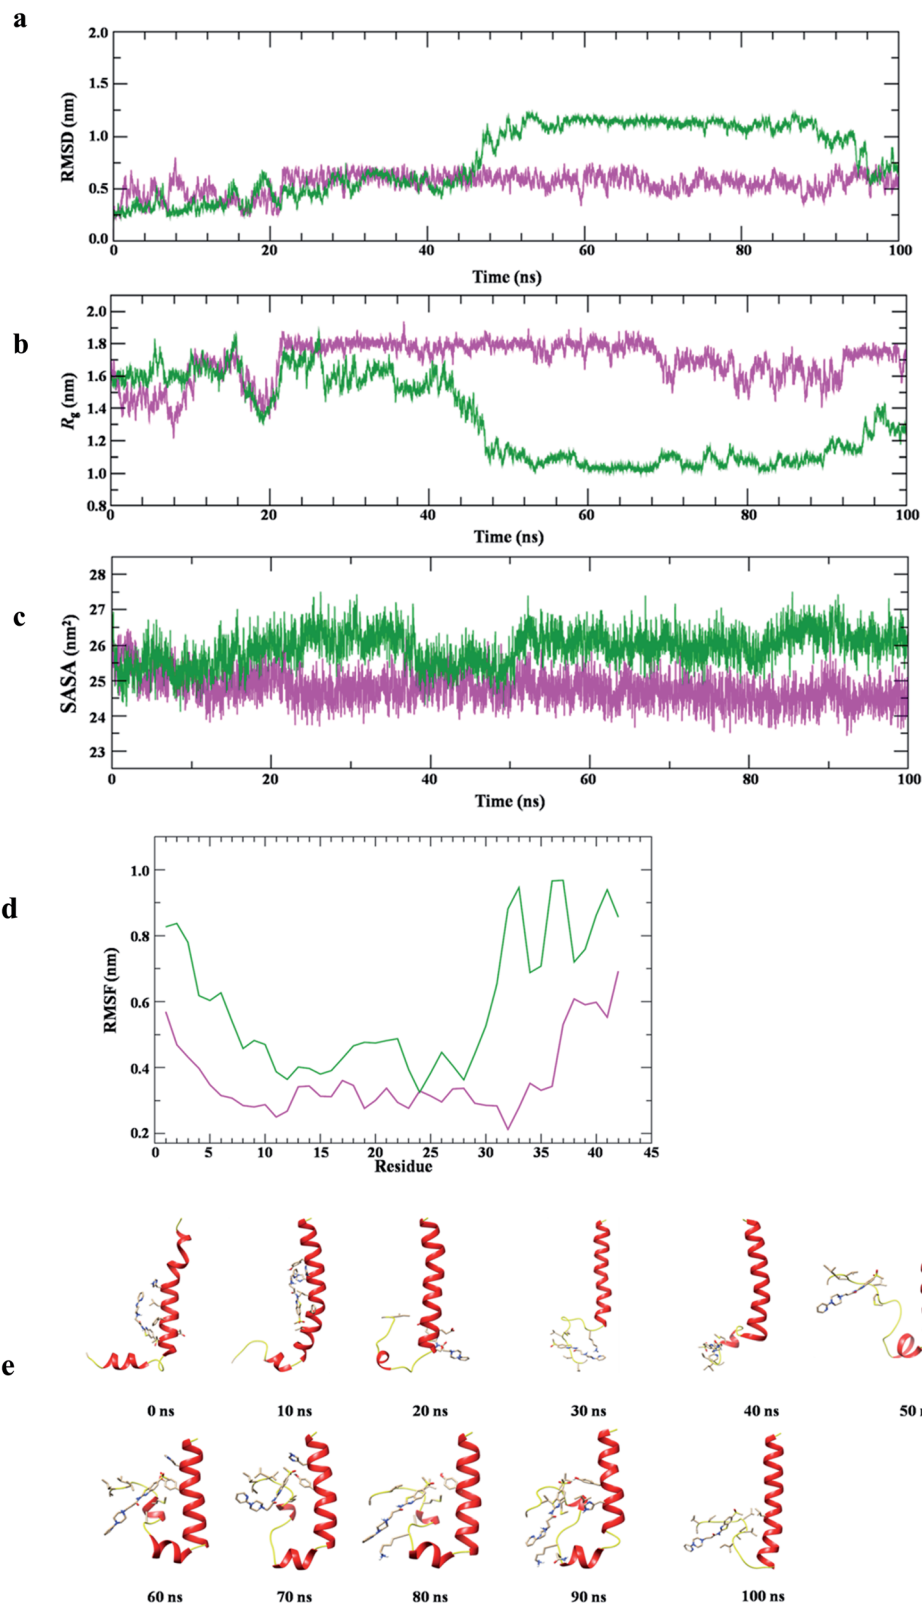 a
2.0
1.5
1.0
0.5
0.0
RMSD (nm)
0 20 40 60 80 100
Time (ns)
b
2.0
1.8
1.6
1.4
1.2
1.0
0.8
Rg (nm)
0 20 40 60 80 100
Time (ns)
c
28
27
26
25
24
23
SASA (nm²)
0 20 40 60 80 100
Time (ns)
d
1.0
0.8
0.6
0.4
0.2
RMSF (nm)
0 5 10 15 20 25 30 35 40 45
Residue
e
0 ns 10 ns 20 ns 30 ns 40 ns 50
60 ns 70 ns 80 ns 90 ns 100 ns